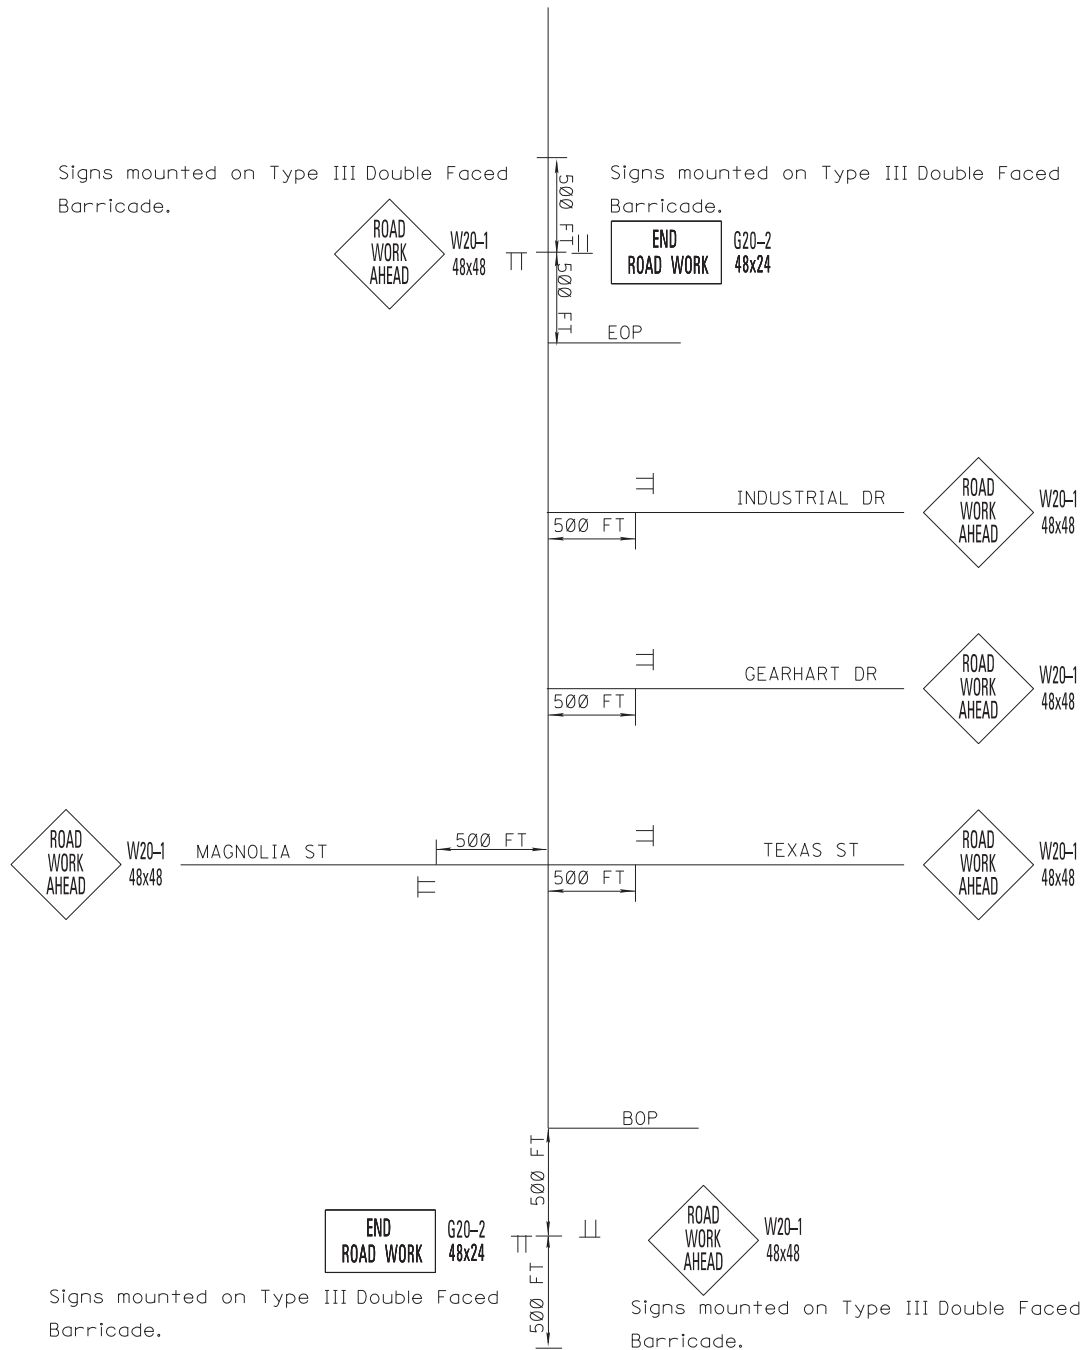 Signs mounted on Type III Double Faced
Barricade.
ROAD
WORK
AHEAD
W20-1
48x48
500 FT
500 FT
Signs mounted on Type III Double Faced
Barricade.
END
ROAD WORK
G20-2
48x24
EOP
INDUSTRIAL DR
500 FT
ROAD
WORK
AHEAD
W20-1
48x48
GEARHART DR
500 FT
ROAD
WORK
AHEAD
W20-1
48x48
ROAD
WORK
AHEAD
W20-1
48x48
MAGNOLIA ST
500 FT
TEXAS ST
500 FT
ROAD
WORK
AHEAD
W20-1
48x48
BOP
500 FT
500 FT
END
ROAD WORK
G20-2
48x24
Signs mounted on Type III Double Faced
Barricade.
ROAD
WORK
AHEAD
W20-1
48x48
Signs mounted on Type III Double Faced
Barricade.